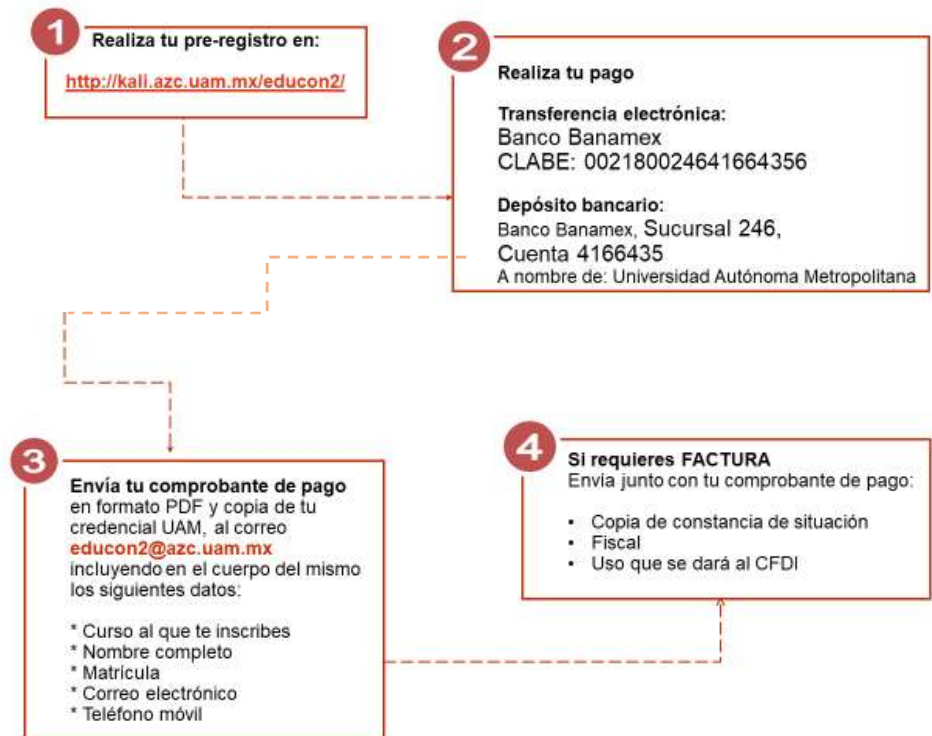 1
Realiza tu pre-registro en:
http://kali.azc.uam.mx/educon2/
2
Realiza tu pago
Transferencia electrónica:
Banco Banamex
CLABE: 002180024641664356
Depósito bancario:
Banco Banamex, Sucursal 246,
Cuenta 4166435
A nombre de: Universidad Autónoma Metropolitana
3
Envía tu comprobante de pago
en formato PDF y copia de tu
credencial UAM, al correo
educon2@azc.uam.mx
incluyendo en el cuerpo del mismo
los siguientes datos:
* Curso al que te inscribes
* Nombre completo
* Matrícula
* Correo electrónico
* Teléfono móvil
4
Si requieres FACTURA
Envía junto con tu comprobante de pago:
• Copia de constancia de situación
• Fiscal
• Uso que se dará al CFDI